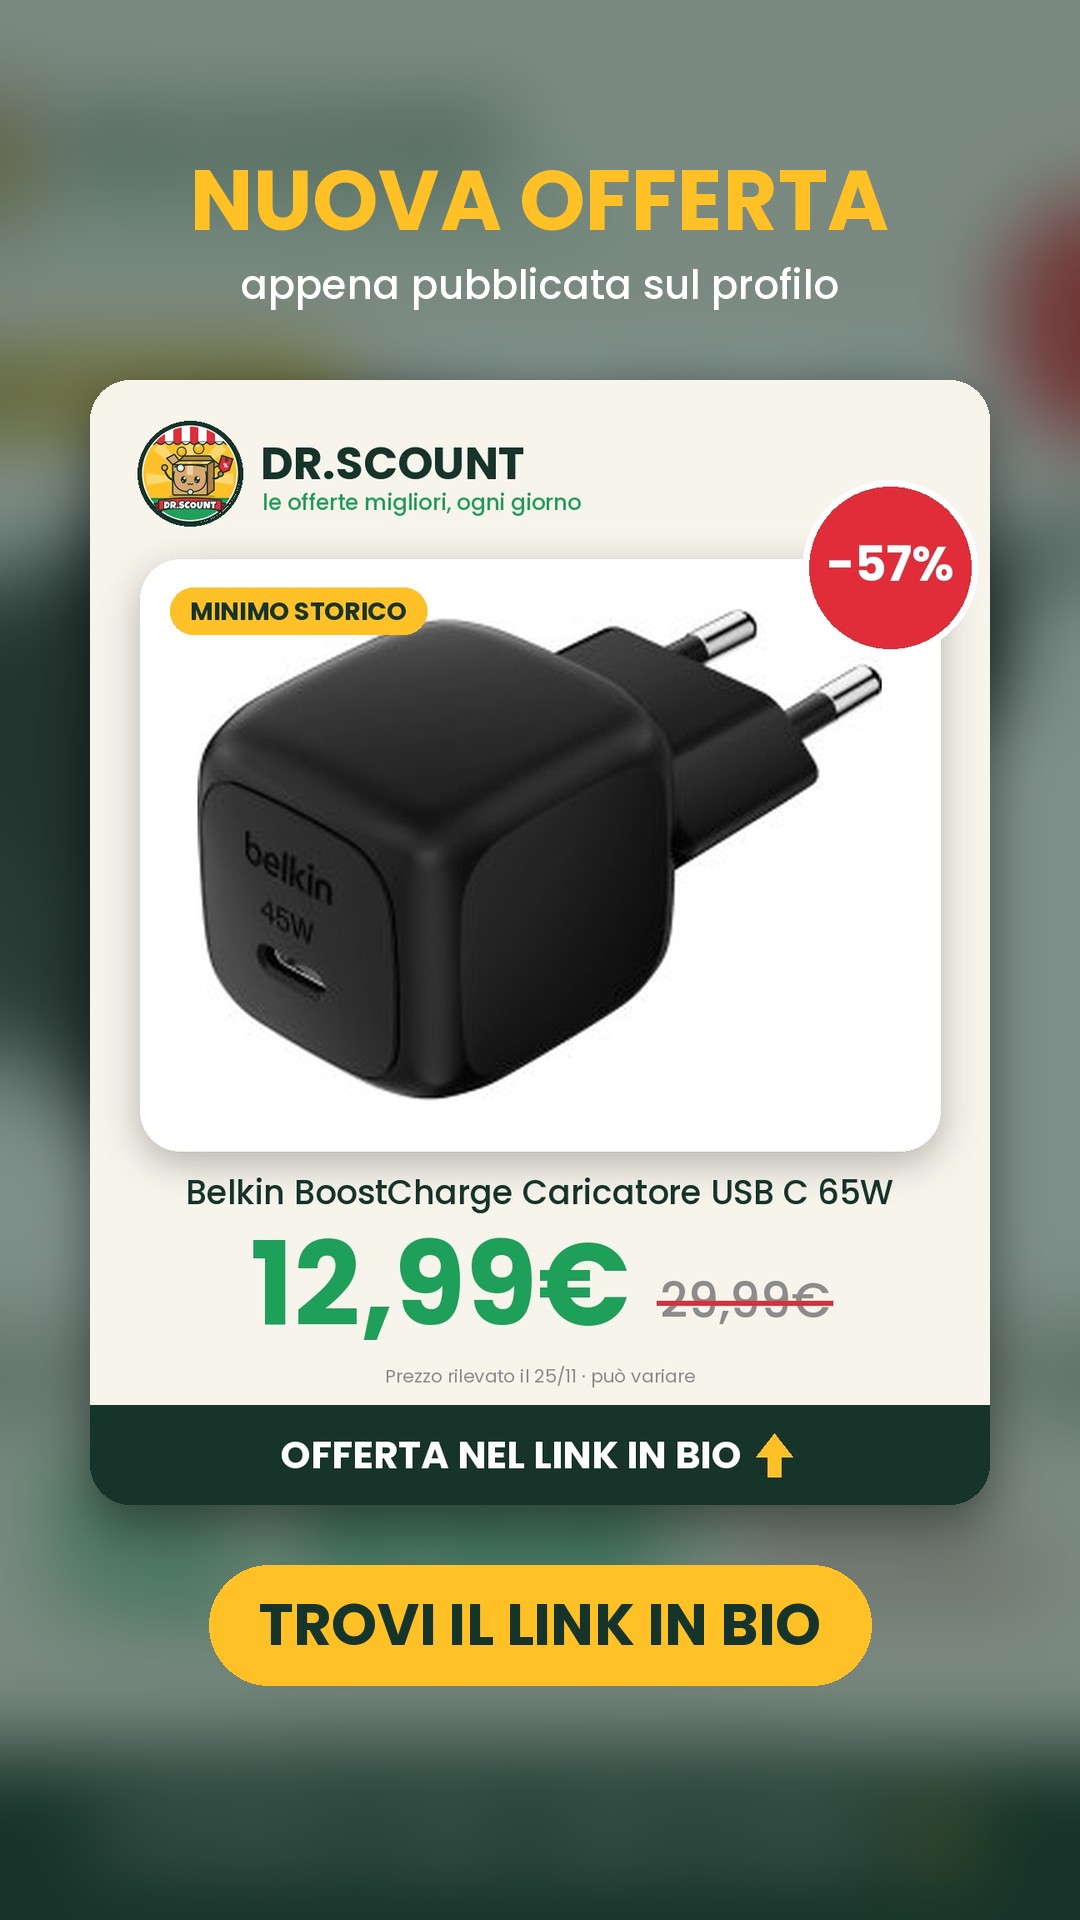 NUOVA OFFERTA
appena pubblicata sul profilo
DR.SCOUNT
DR.SCOUNT
le offerte migliori, ogni giorno
-57%
MINIMO STORICO
belkin
45W
Belkin BoostCharge Caricatore USB C 65W
12,99€ 29,99€
Prezzo rilevato il 25/11 · può variare
OFFERTA NEL LINK IN BIO
TROVI IL LINK IN BIO